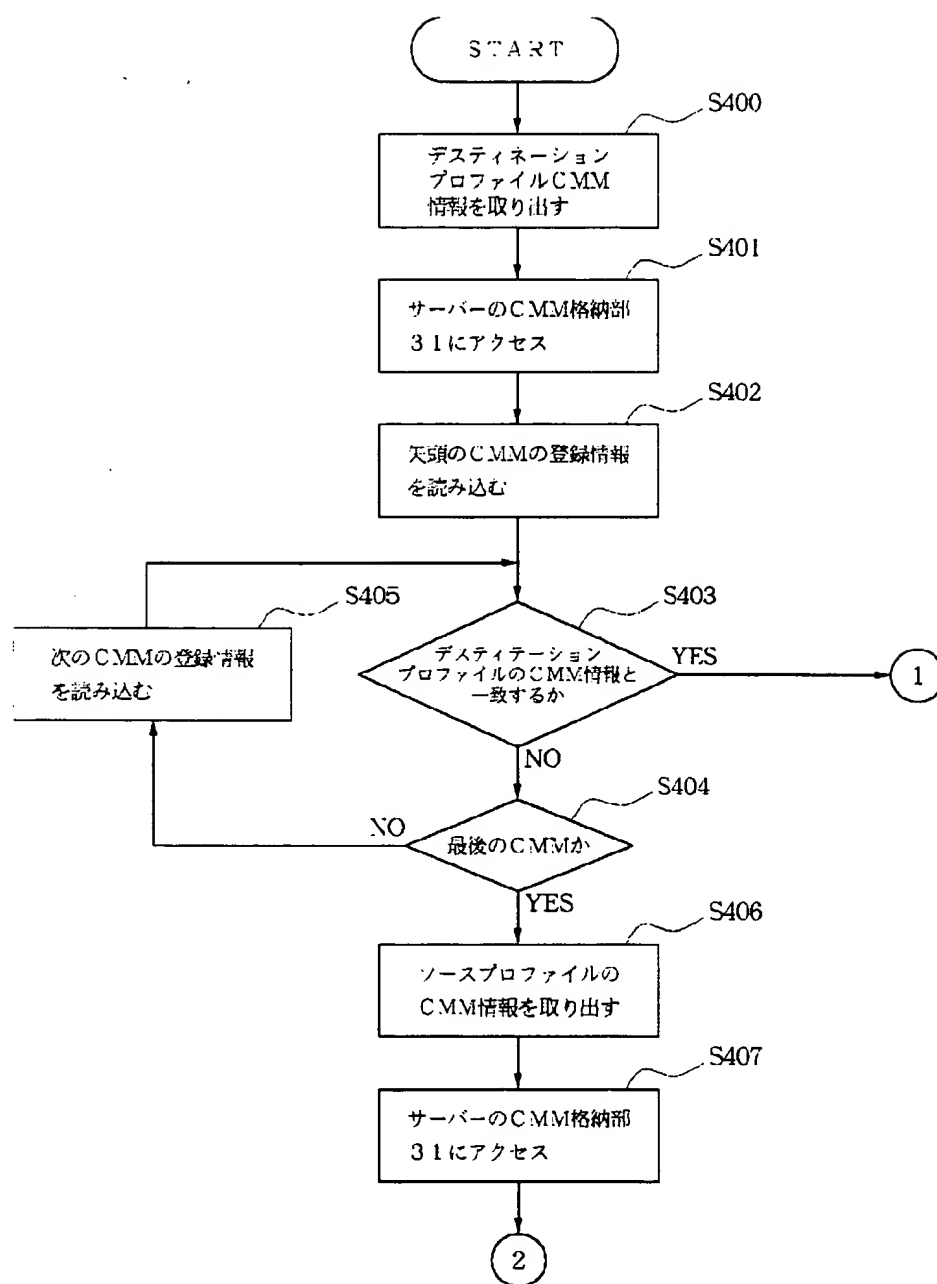 START
S400
デスティネーション
プロファイルCMM
情報を取り出す
S401
サーバーのCMM格納部
31にアクセス
S402
先頭のCMMの登録情報
を読み込む
S405
次のCMMの登録情報
を読み込む
S403
デスティテーション
プロファイルのCMM情報と
一致するか
YES
1
NO
S404
最後のCMMか
NO
YES
S406
ソースプロファイルの
CMM情報を取り出す
S407
サーバーのCMM格納部
31にアクセス
2